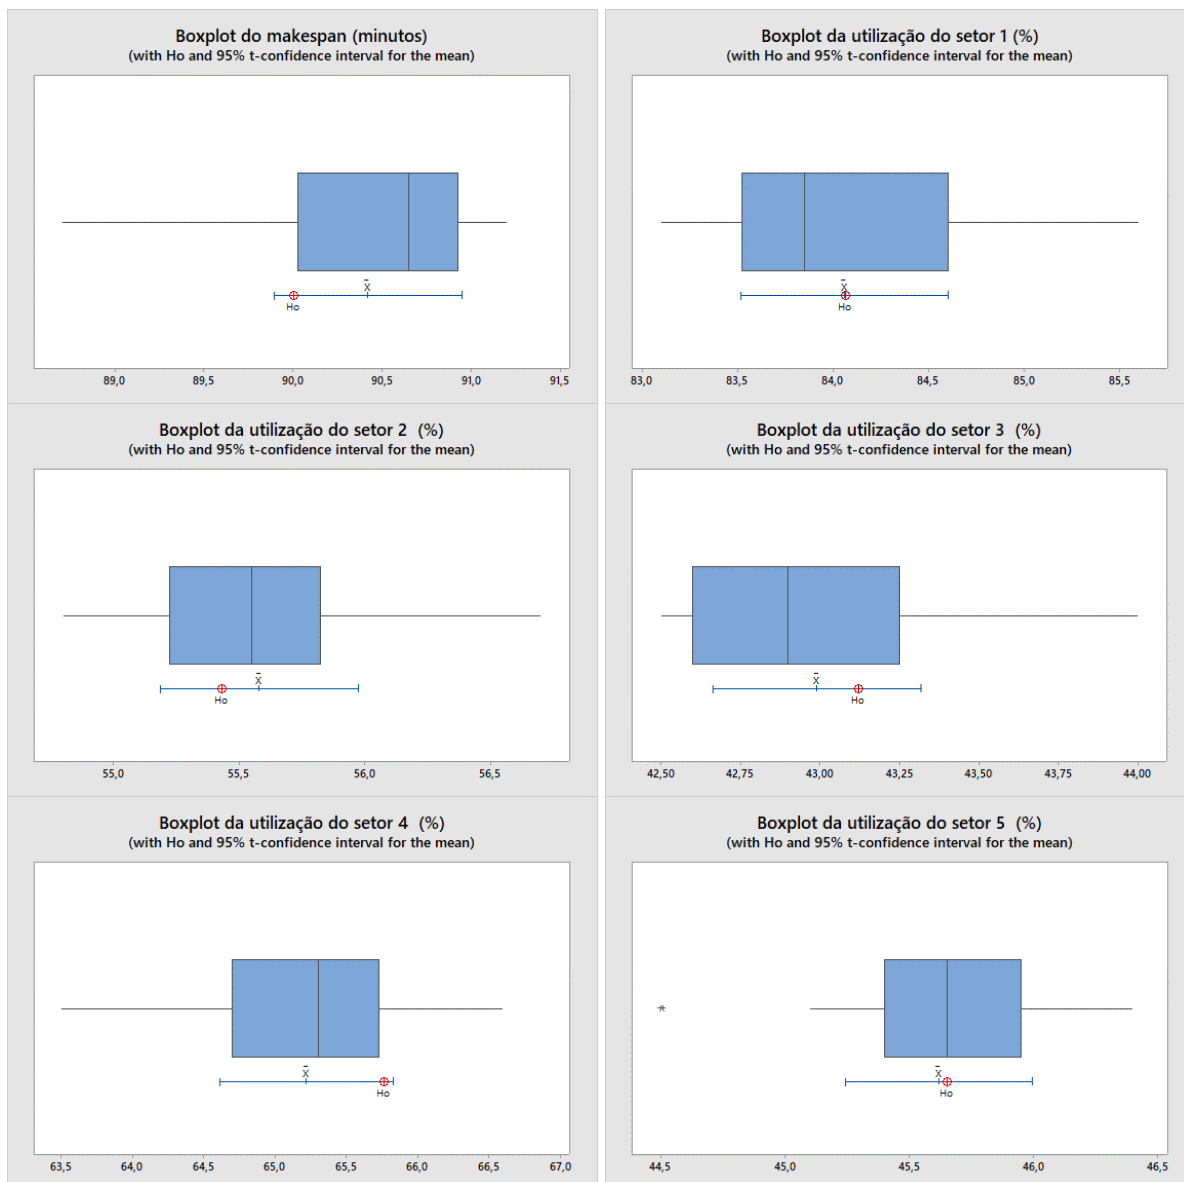 Boxplot do makespan (minutos)
(with Ho and 95% t-confidence interval for the mean)
X̄
Ho
89,0 89,5 90,0 90,5 91,0 91,5
Boxplot da utilização do setor 1 (%)
(with Ho and 95% t-confidence interval for the mean)
X̄
Ho
83,0 83,5 84,0 84,5 85,0 85,5
Boxplot da utilização do setor 2 (%)
(with Ho and 95% t-confidence interval for the mean)
X̄
Ho
55,0 55,5 56,0 56,5
Boxplot da utilização do setor 3 (%)
(with Ho and 95% t-confidence interval for the mean)
X̄
Ho
42,50 42,75 43,00 43,25 43,50 43,75 44,00
Boxplot da utilização do setor 4 (%)
(with Ho and 95% t-confidence interval for the mean)
X̄
Ho
63,5 64,0 64,5 65,0 65,5 66,0 66,5 67,0
Boxplot da utilização do setor 5 (%)
(with Ho and 95% t-confidence interval for the mean)
X̄
Ho
44,5 45,0 45,5 46,0 46,5